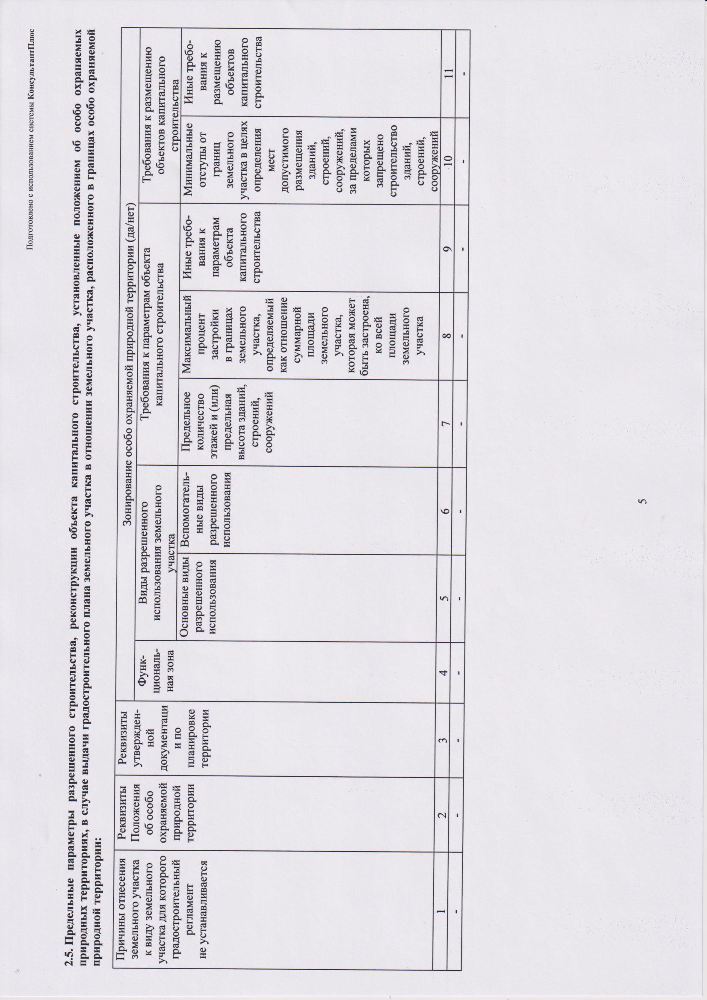 Подготовлено с использованием системы КонсультантПлюс
2.5. Предельные параметры разрешенного строительства, реконструкции объекта капитального строительства, установленные положением об особо охраняемых
природных территориях, в случае выдачи градостроительного плана земельного участка в отношении земельного участка, расположенного в границах особо охраняемой
природной территории:
Причины отнесения
земельного участка
к виду земельного
участка для которого
градостроительный
регламент
не устанавливается
Реквизиты
Положения
об особо
охраняемой
природной
территории
Реквизиты
утвержден-
ной
документаци
и по
планировке
территории
Зонирование особо охраняемой природной территории (да/нет)
Функ-
циональ-
ная зона
Виды разрешенного
использования земельного
участка
Требования к параметрам объекта
капитального строительства
Требования к размещению
объектов капитального
строительства
Основные виды
разрешенного
использования
Вспомогатель-
ные виды
разрешенного
использования
Предельное
количество
этажей и (или)
предельная
высота зданий,
строений,
сооружений
Максимальный
процент
застройки
в границах
земельного
участка,
определяемый
как отношение
суммарной
площади
земельного
участка,
которая может
быть застроена,
ко всей
площади
земельного
участка
Иные требо-
вания к
параметрам
объекта
капитального
строительства
Минимальные
отступы от
границ
земельного
участка в целях
определения
мест
допустимого
размещения
зданий,
строений,
сооружений,
за пределами
которых
запрещено
строительство
зданий,
строений,
сооружений
Иные требо-
вания к
размещению
объектов
капитального
строительства
1 2 3 4 5 6 7 8 9 10 11
- - - - - - - - - - -
5